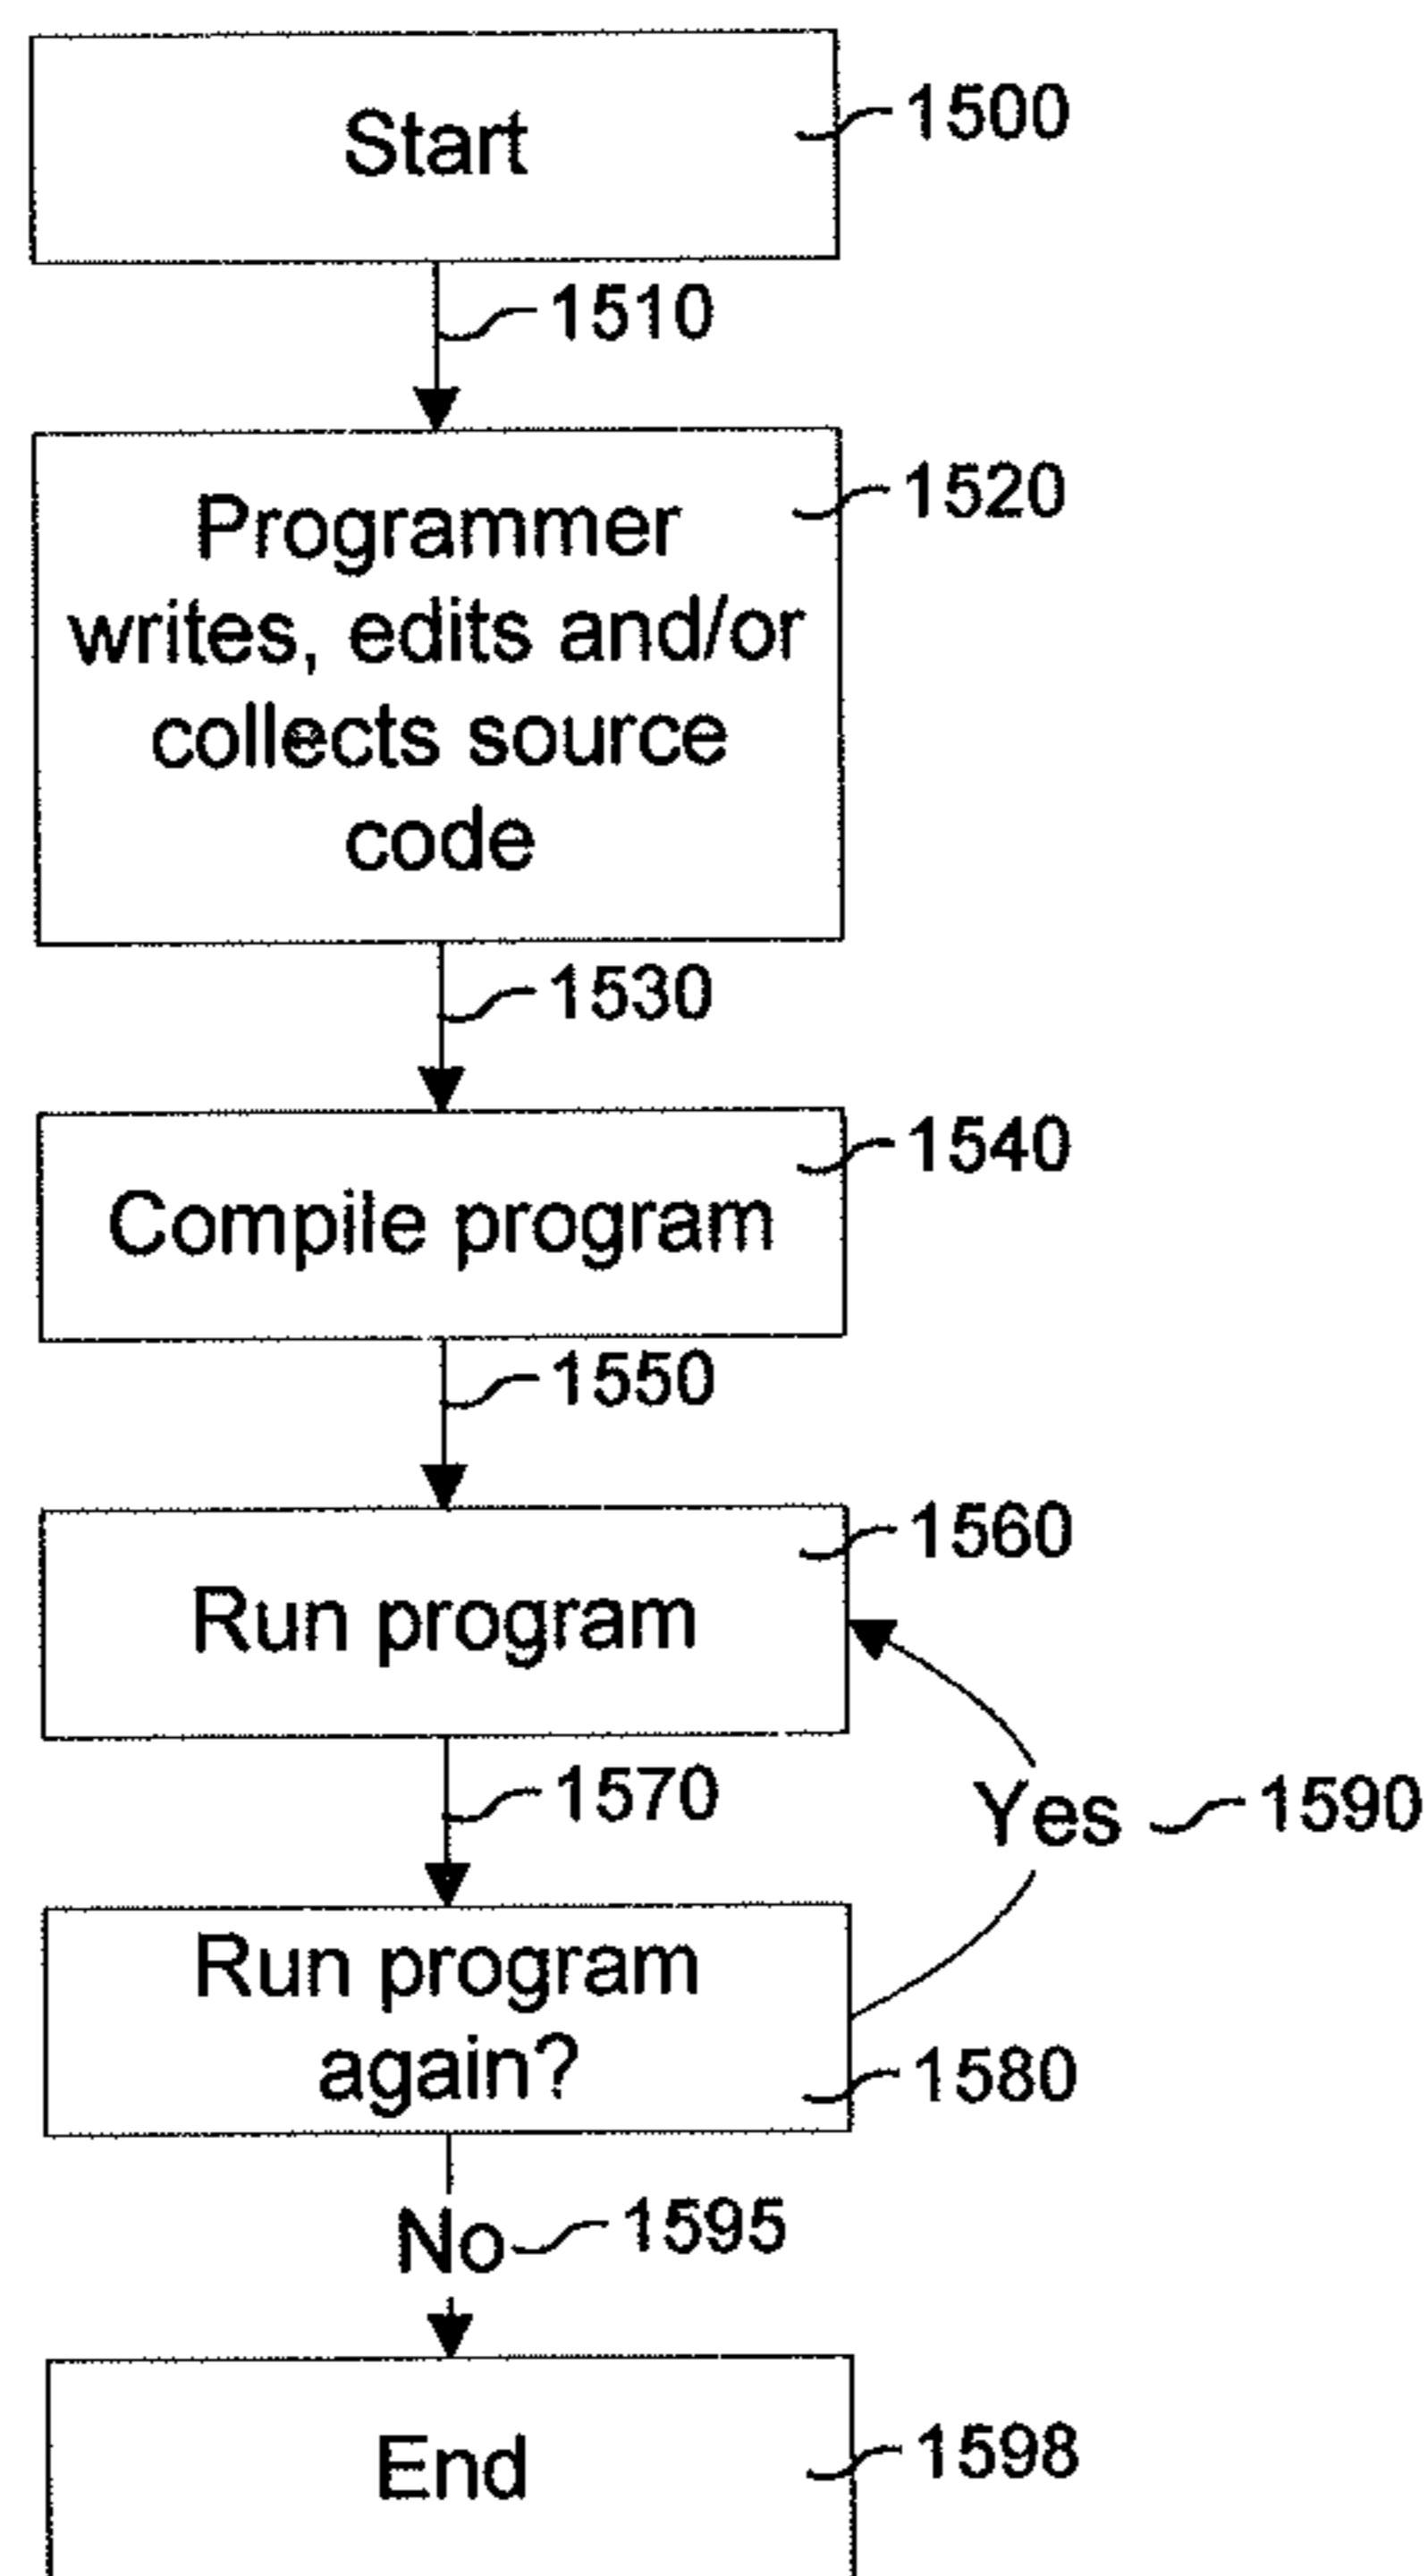 Start
1500
1510
Programmer
1520
writes, edits and/or
collects source
code
1530
1540
Compile program
1550
1560
Run program
1570
Yes
1590
Run program
again?
1580
No
1595
End
1598